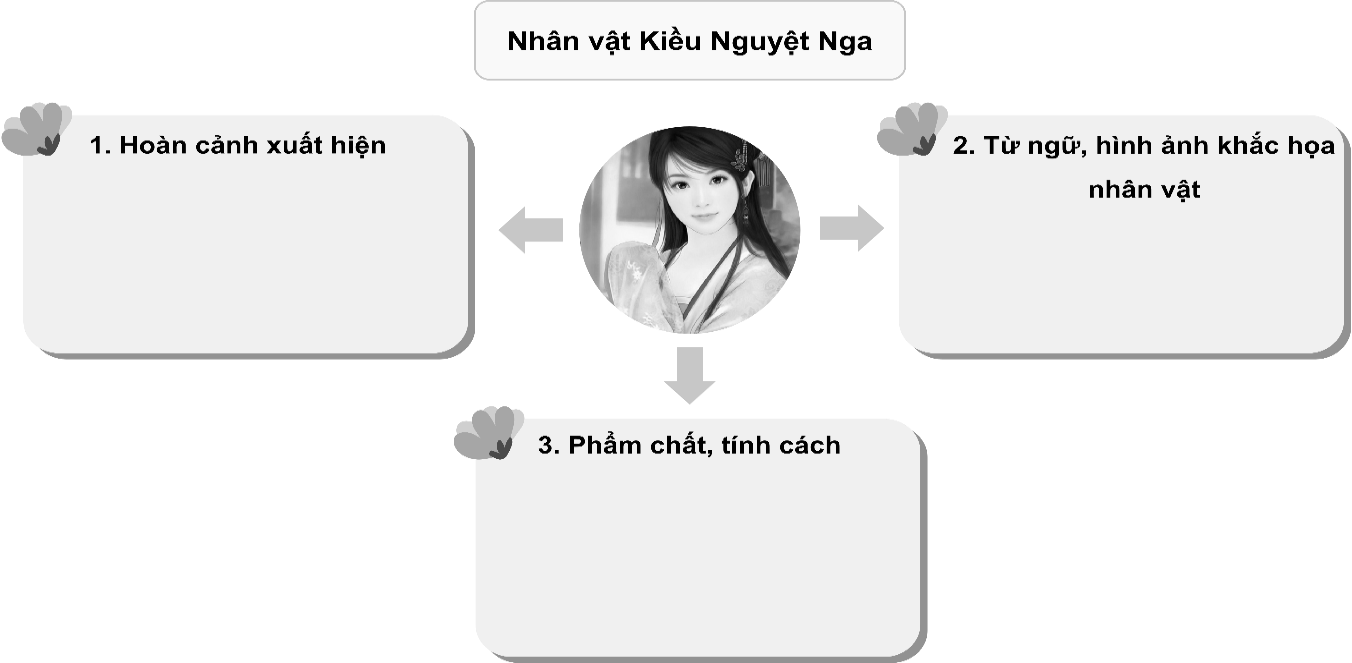 Nhân vật Kiều Nguyệt Nga
1. Hoàn cảnh xuất hiện
2. Từ ngữ, hình ảnh khắc họa
nhân vật
3. Phẩm chất, tính cách